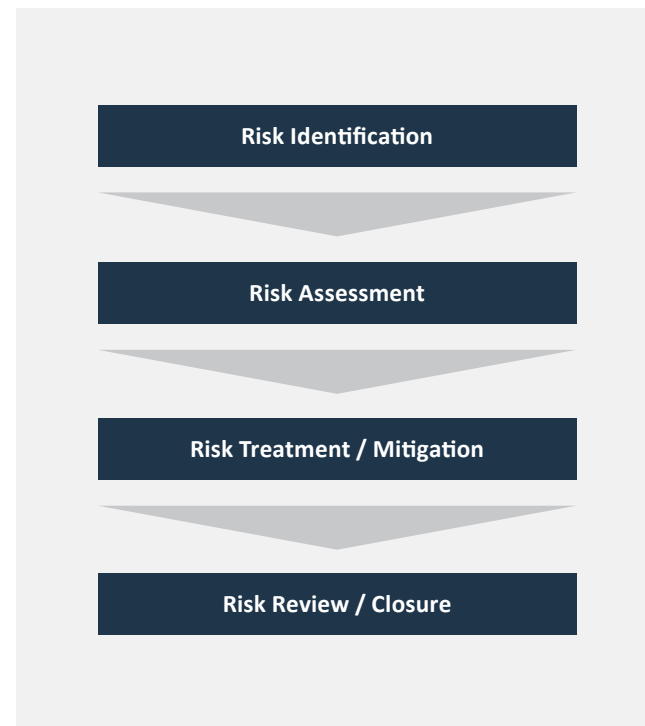 Risk Identification
Risk Assessment
Risk Treatment / Mitigation
Risk Review / Closure